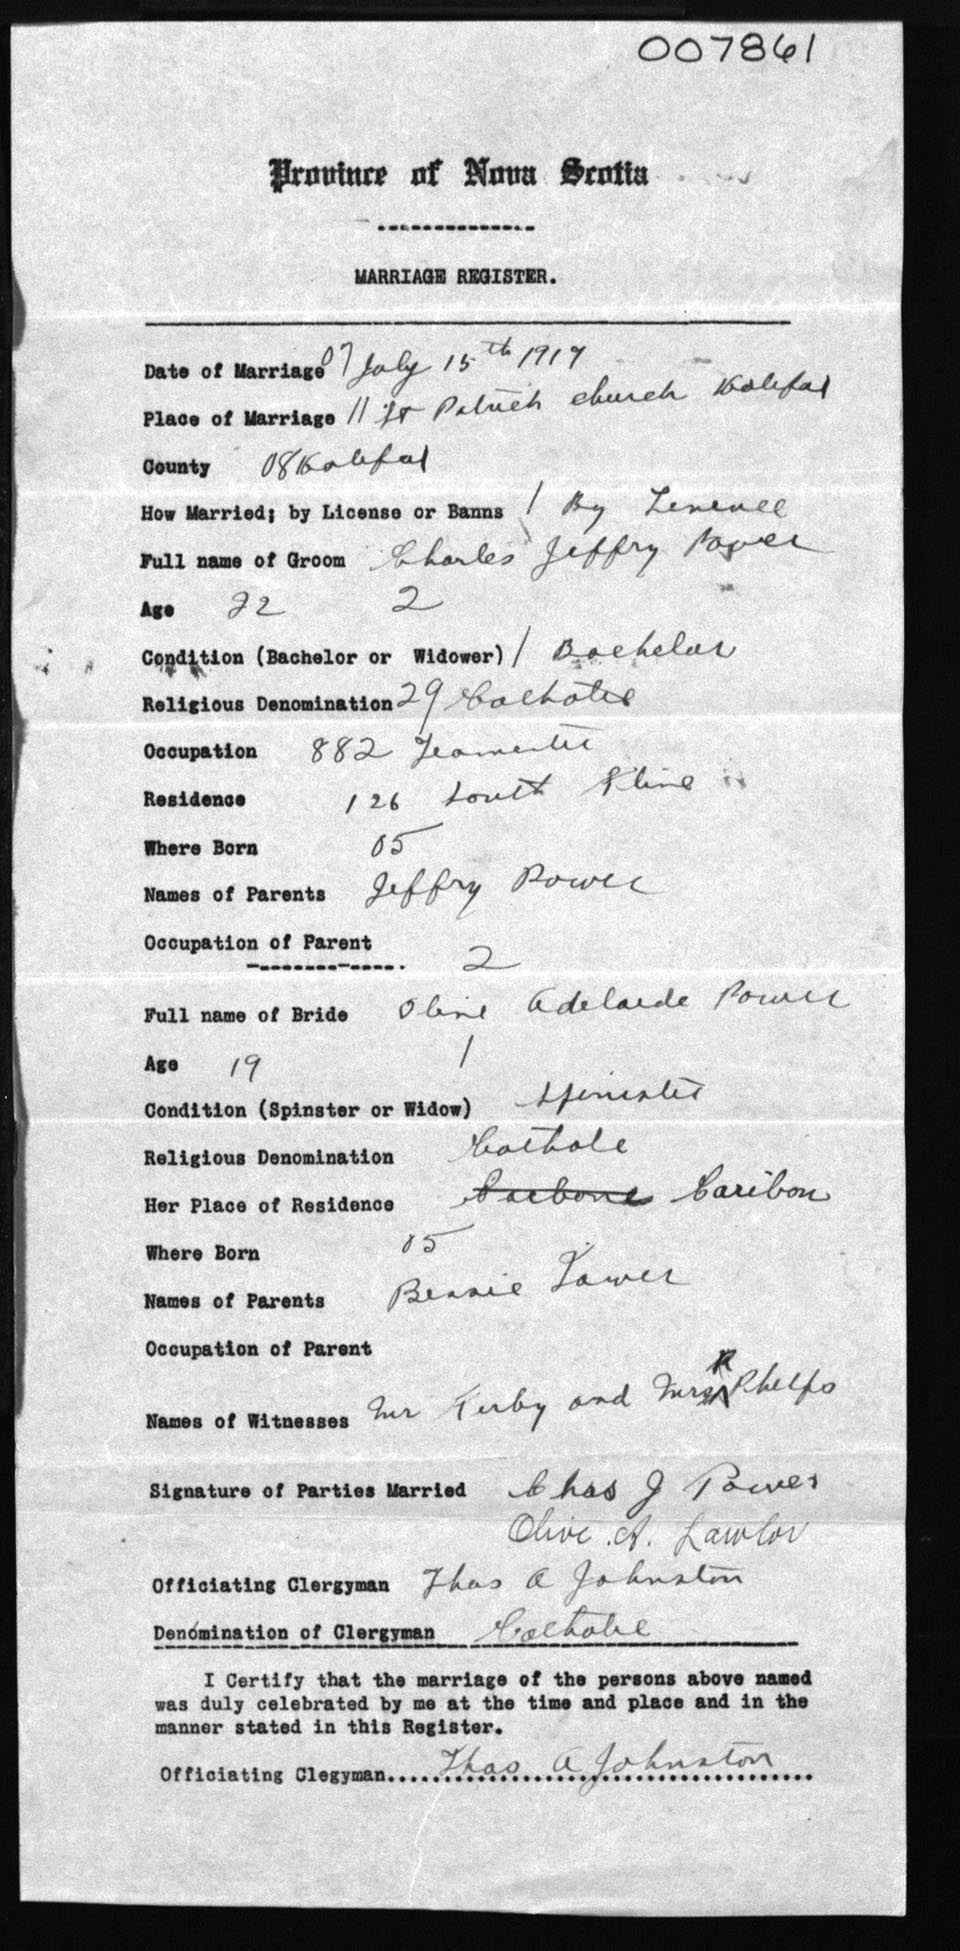 007861
Province of Nova Scotia
MARRIAGE REGISTER.
Date of Marriage 07 July 15th 1917
Place of Marriage 11 St Patrick church Halifax
County 08 Halifax
How Married; by License or Banns / By License
Full name of Groom Charles Jeffry Power
Age 22 2
Condition (Bachelor or Widower) / Bachelor
Religious Denomination 29 Catholic
Occupation 882 Teamster
Residence 126 South
Where Born 05
Names of Parents Jeffry Power
Occupation of Parent
2
Full name of Bride Olive Adelaide Power
Age 19 1
Condition (Spinster or Widow) Spinster
Religious Denomination Catholic
Her Place of Residence Caribou
Where Born 05
Names of Parents Bessie
Occupation of Parent
Names of Witnesses Mr Kirby and Mrs R Phelps
Signature of Parties Married Chas J Power
Olive. A. Lawlor
Officiating Clergyman Thos A Johnston
Denomination of Clergyman Catholic
I Certify that the marriage of the persons above named
was duly celebrated by me at the time and place and in the
manner stated in this Register.
Officiating Clegyman.....Thos A Johnston